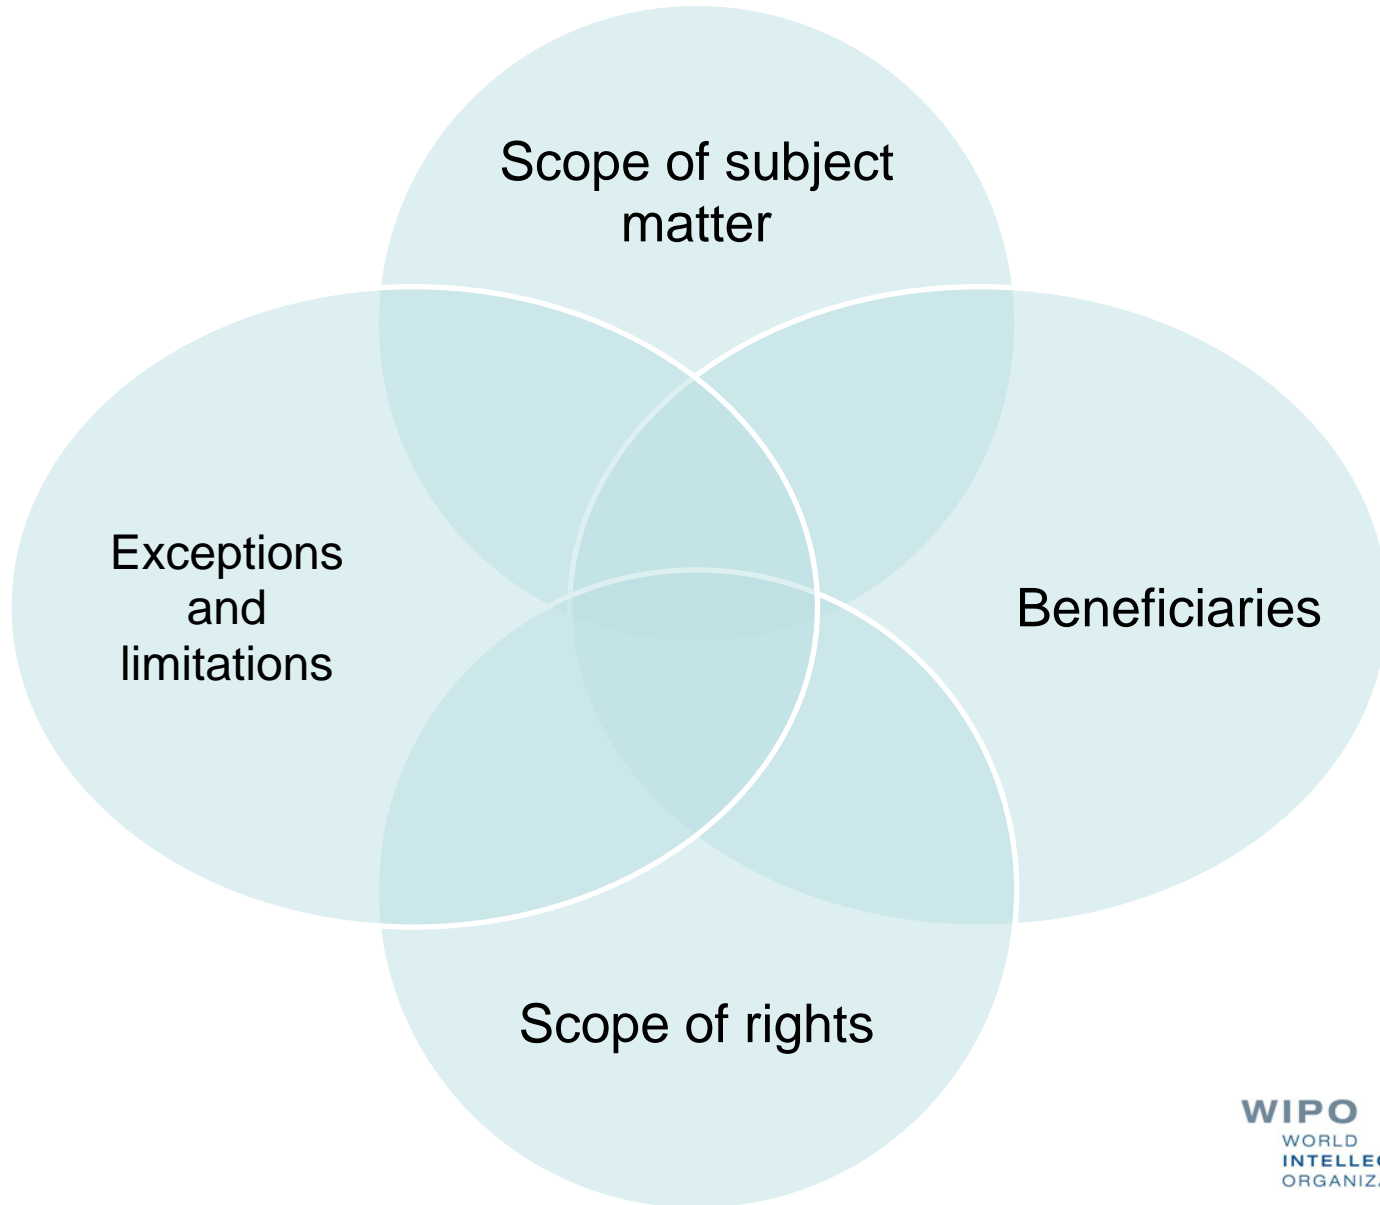 Scope of subject
matter
Exceptions
and
limitations
Beneficiaries
Scope of rights
WIPO
WORLD